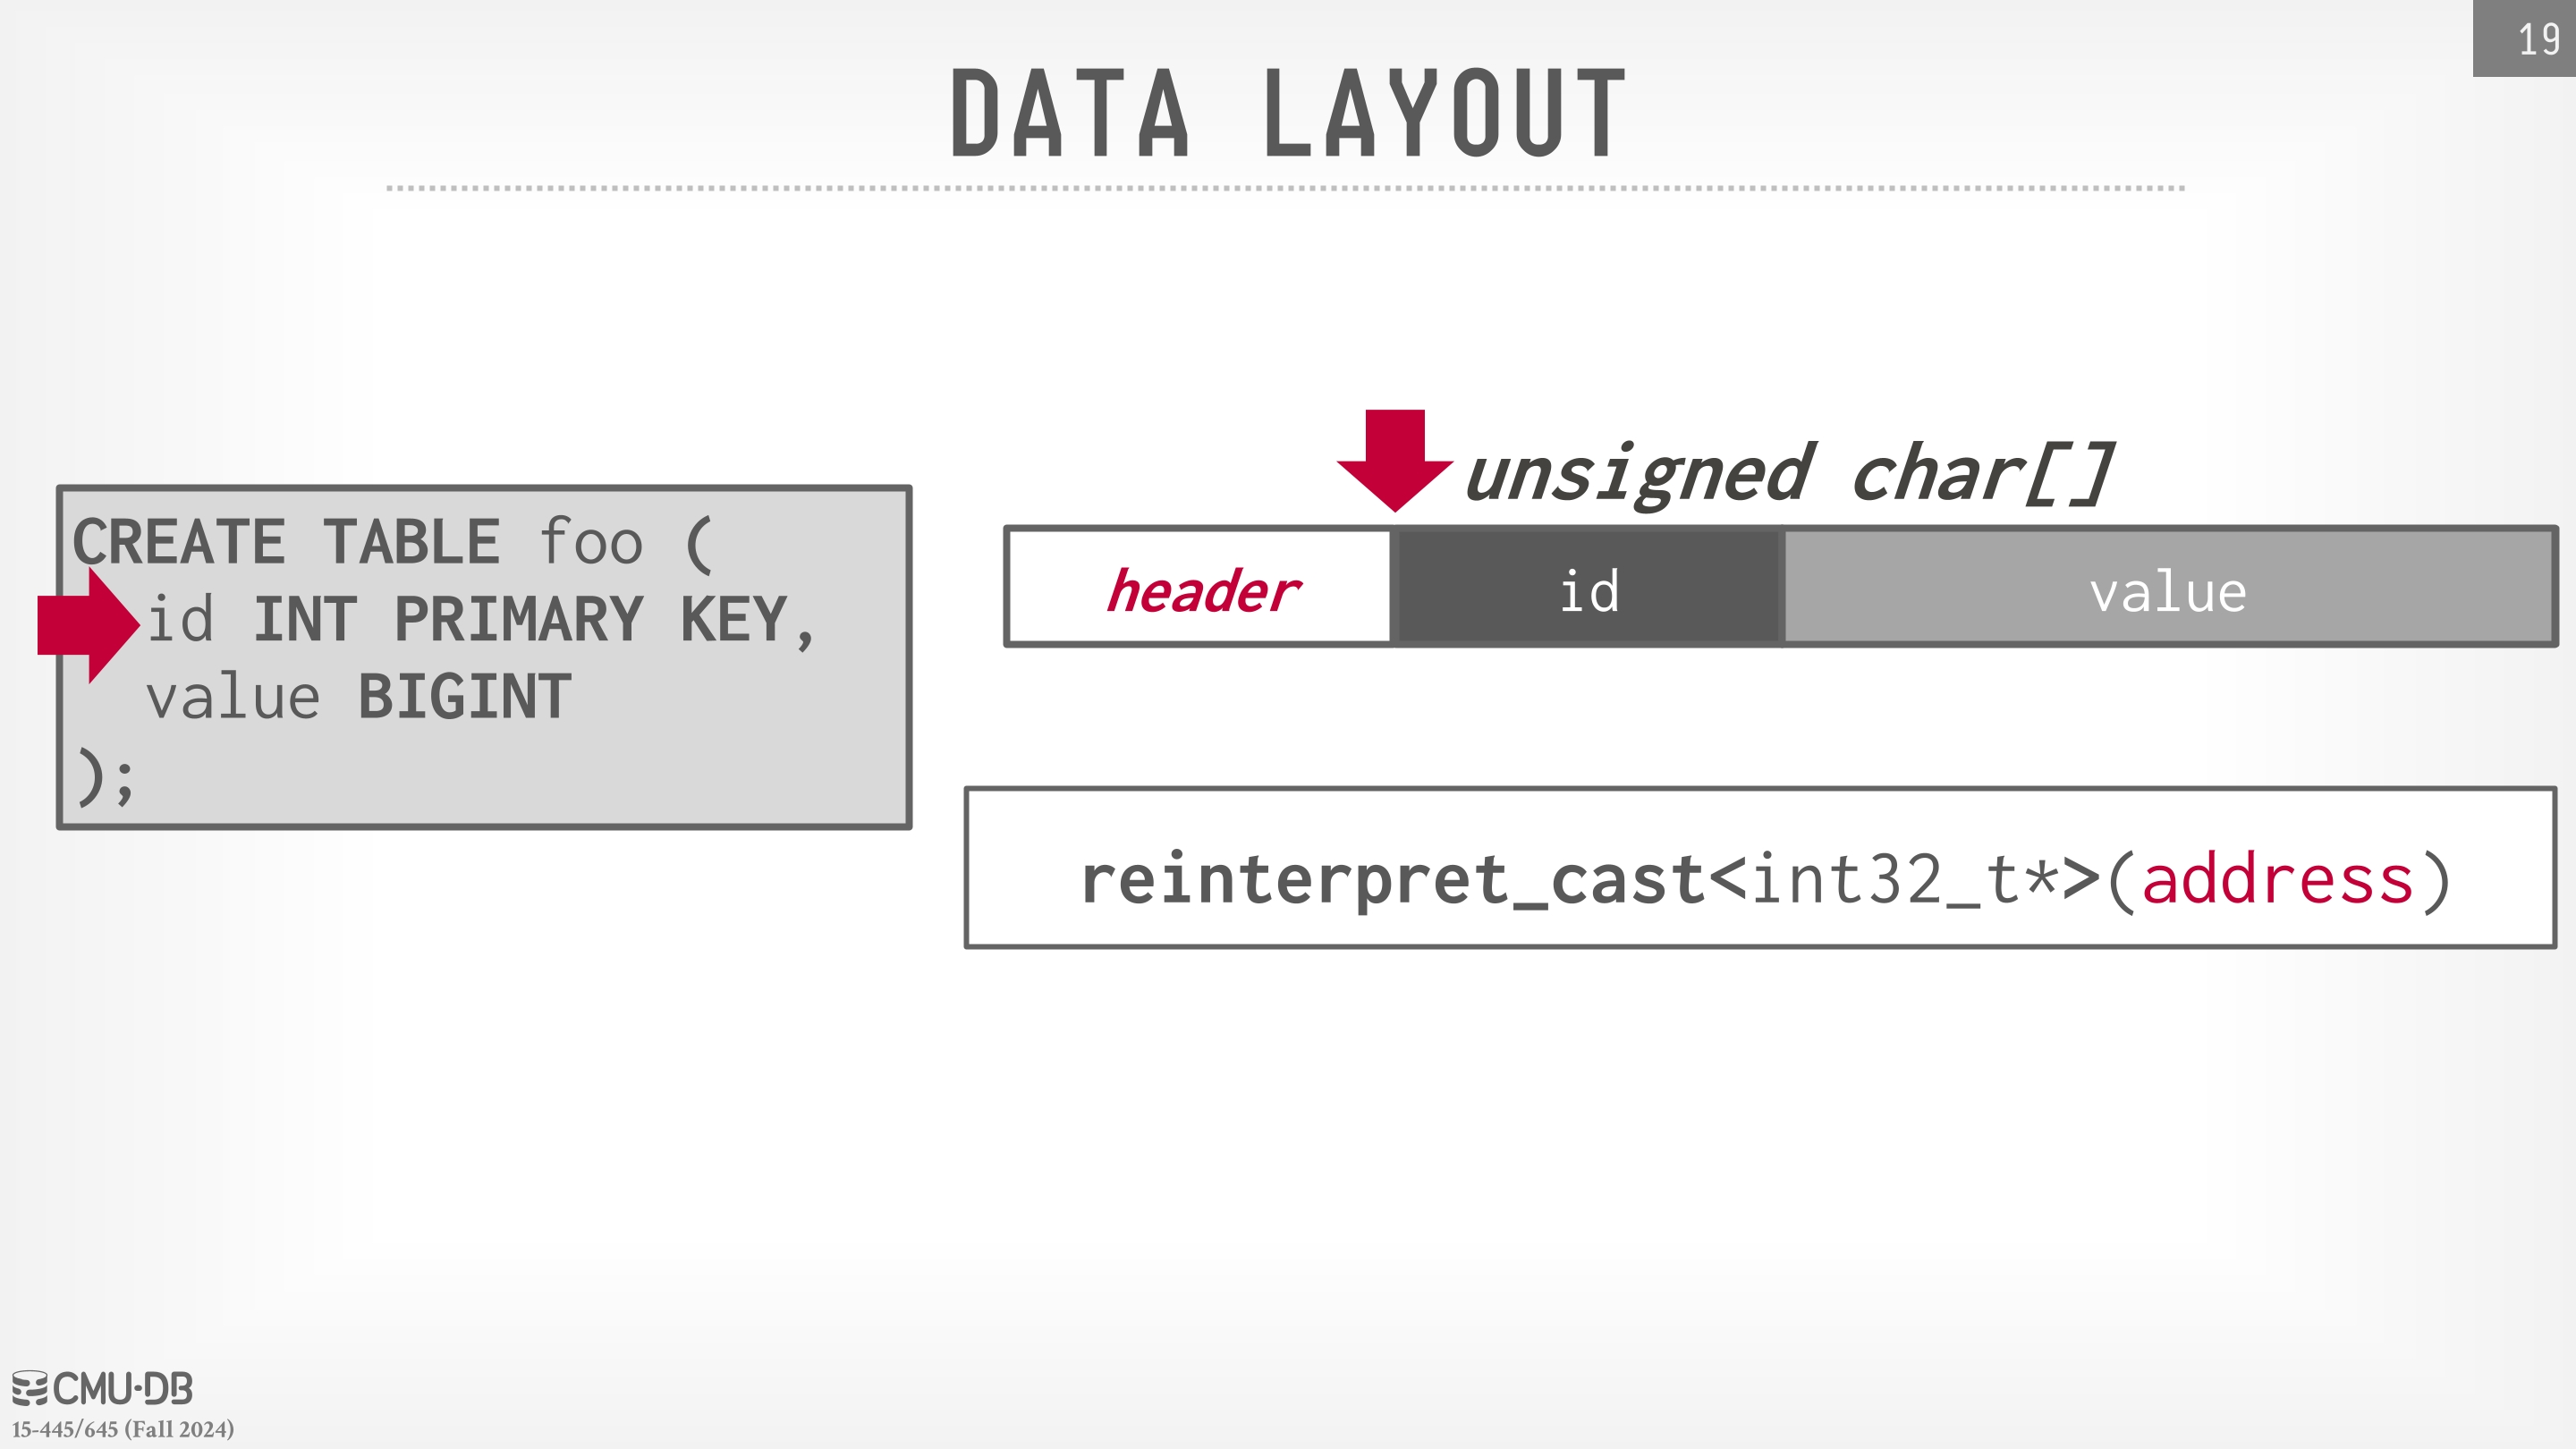 19
DATA LAYOUT
CREATE TABLE foo (
id INT PRIMARY KEY,
value BIGINT
);
unsigned char[]
header id value
reinterpret_cast<int32_t*>(address)
CMU·DB
15-445/645 (Fall 2024)